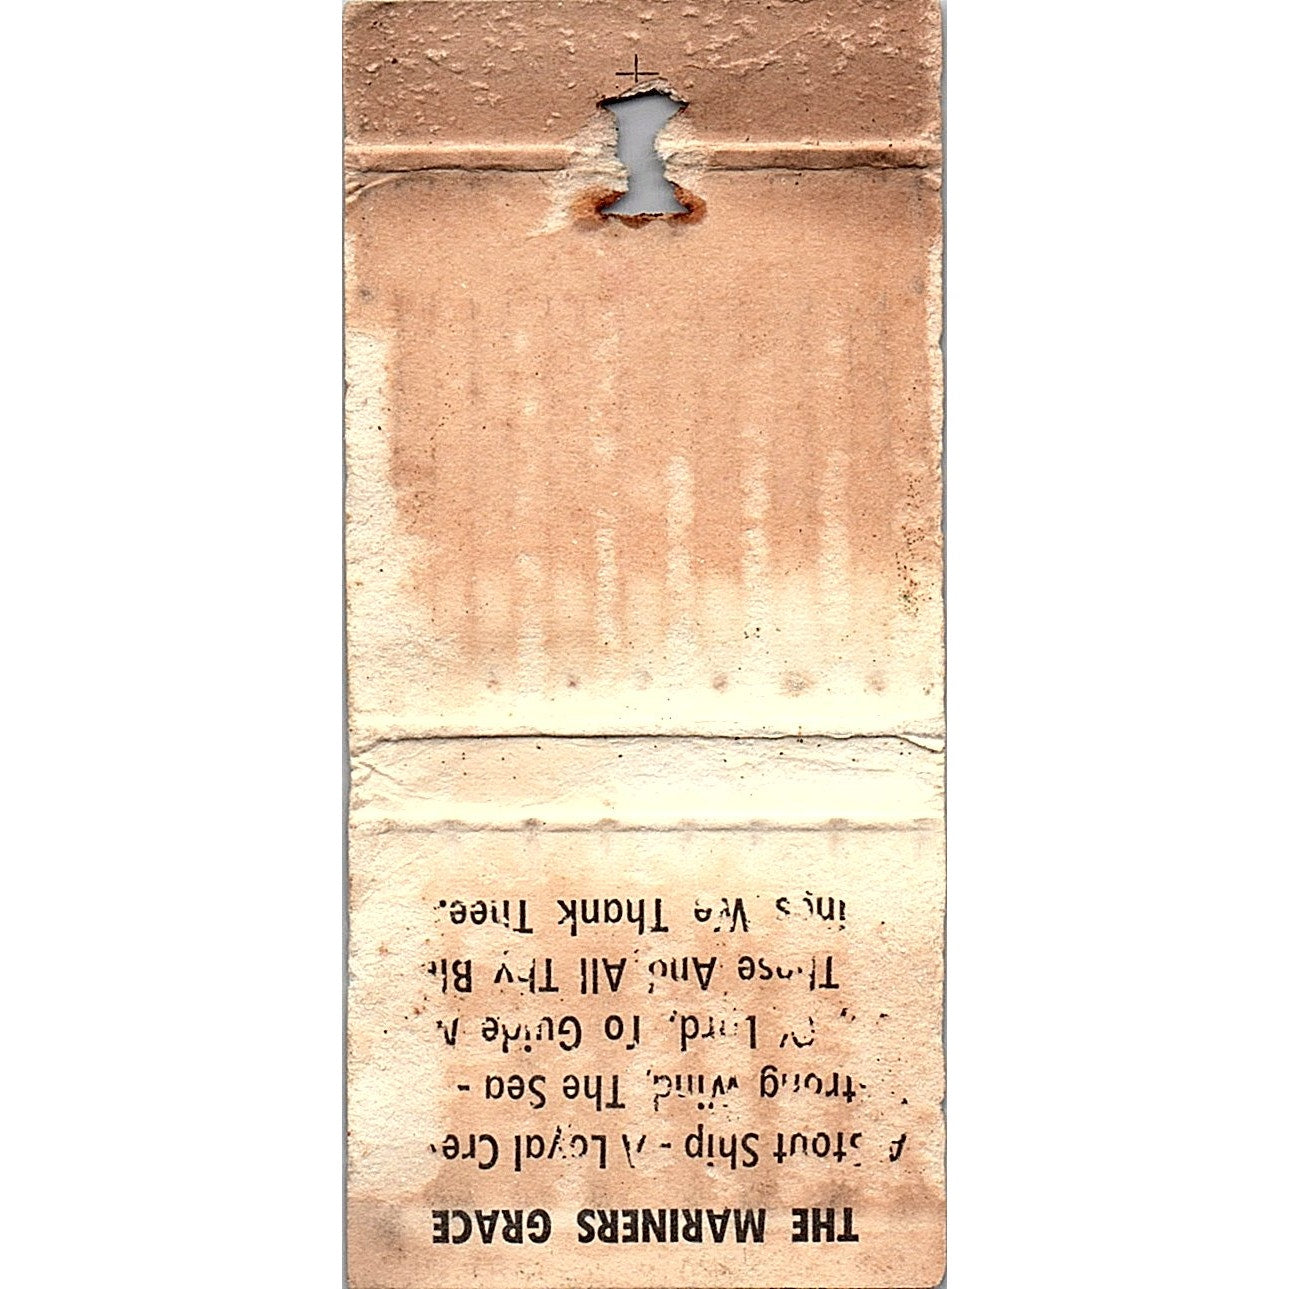 THE MARINERS GRACE
Stout Ship - A Loyal Cre
Strong Wind, The Sea -
Lord, To Guide
These And All Thy Bl
ings We Thank Thee.